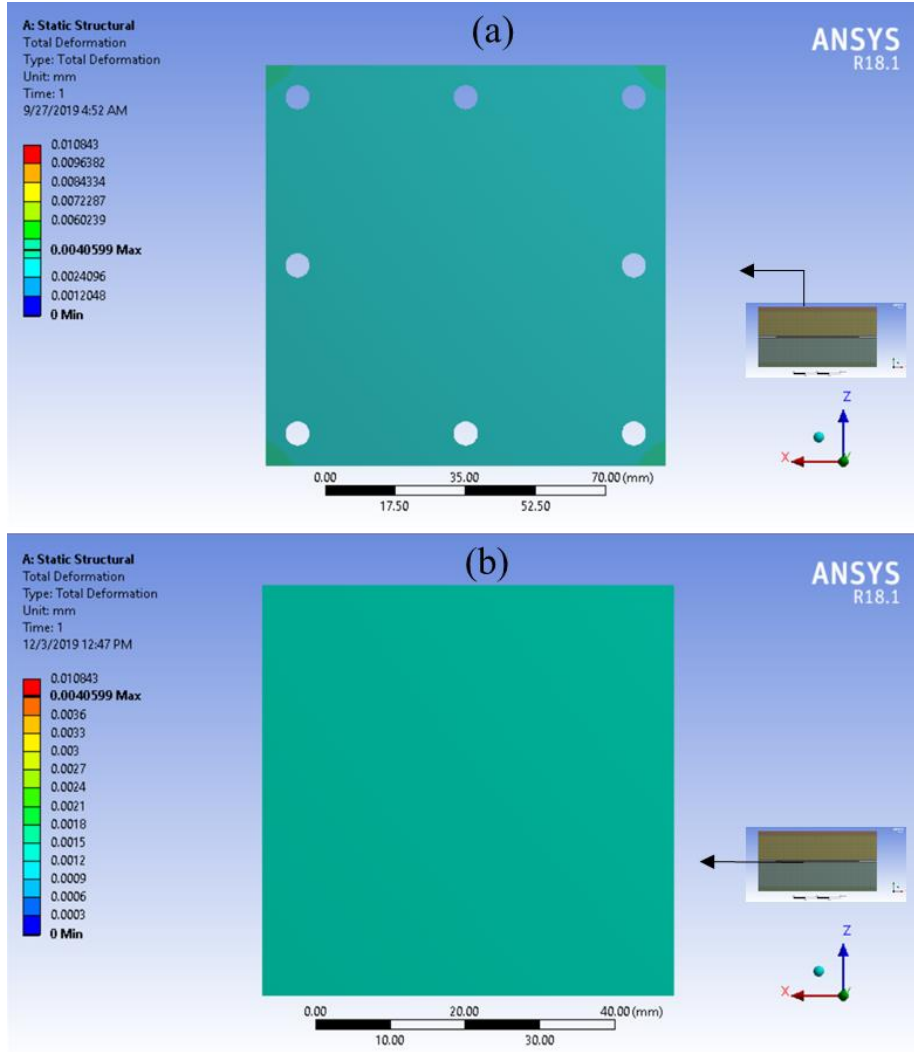 (a)
A: Static Structural
Total Deformation
Type: Total Deformation
Unit: mm
Time: 1
9/27/2019 4:52 AM
ANSYS
R18.1
0.010843
0.0096382
0.0084334
0.0072287
0.0060239
0.0040599 Max
0.0024096
0.0012048
0 Min
Z
X
0.00 35.00 70.00 (mm)
17.50 52.50
(b)
A: Static Structural
Total Deformation
Type: Total Deformation
Unit: mm
Time: 1
12/3/2019 12:47 PM
ANSYS
R18.1
0.010843
0.0040599 Max
0.0036
0.0033
0.003
0.0027
0.0024
0.0021
0.0018
0.0015
0.0012
0.0009
0.0006
0.0003
0 Min
Z
X
0.00 20.00 40.00 (mm)
10.00 30.00